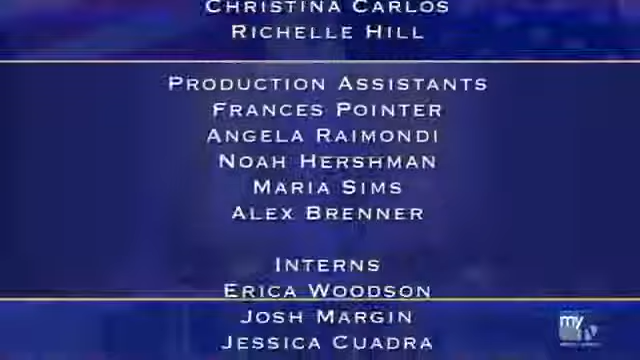 CHRISTINA CARLOS
RICHELLE HILL
PRODUCTION ASSISTANTS
FRANCES POINTER
ANGELA RAIMONDI
NOAH HERSHMAN
MARIA SIMS
ALEX BRENNER
INTERNS
ERICA WOODSON
JOSH MARGIN
JESSICA CUADRA
my